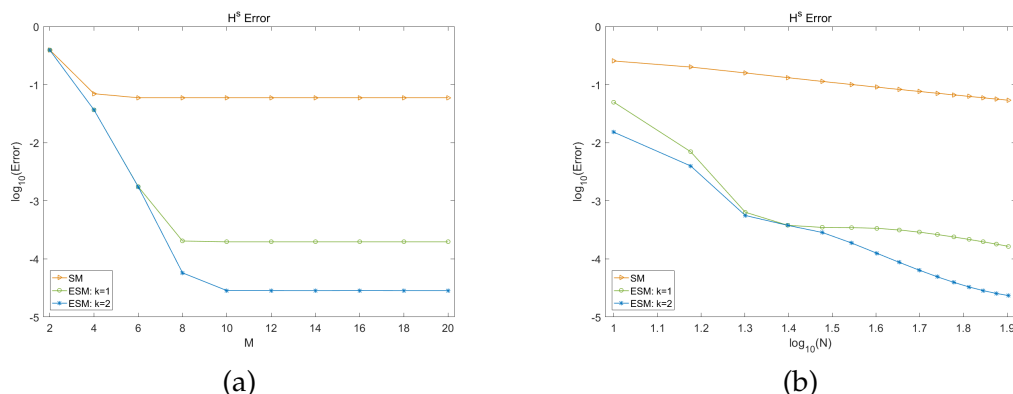 H^s Error
0
-1
-2
-3
-4
-5
log₁₀(Error)
SM
ESM: k=1
ESM: k=2
2 4 6 8 10 12 14 16 18 20
M
(a)
H^s Error
0
-1
-2
-3
-4
-5
log₁₀(Error)
SM
ESM: k=1
ESM: k=2
1 1.1 1.2 1.3 1.4 1.5 1.6 1.7 1.8 1.9
log₁₀(N)
(b)